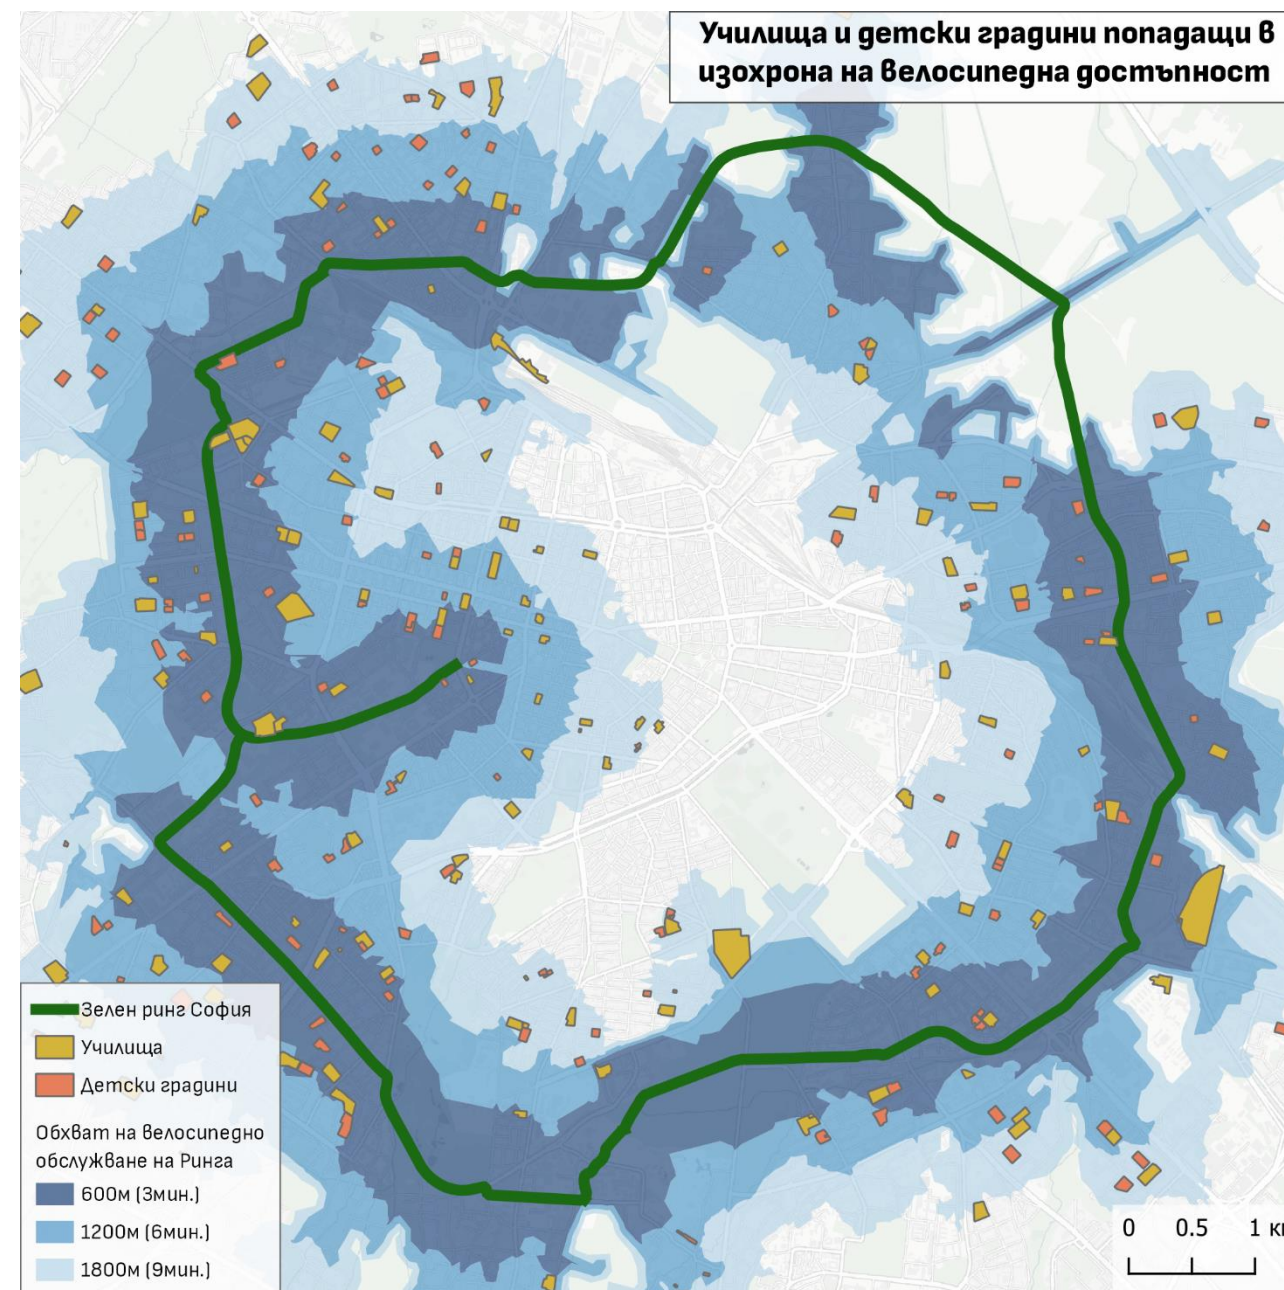 Училища и детски градини попадащи в
изохрона на велосипедна достъпност
Зелен ринг София
Училища
Детски градини
Обхват на велосипедно
обслужване на Ринга
600м (3мин.)
1200м (6мин.)
1800м (9мин.)
0 0.5 1 к